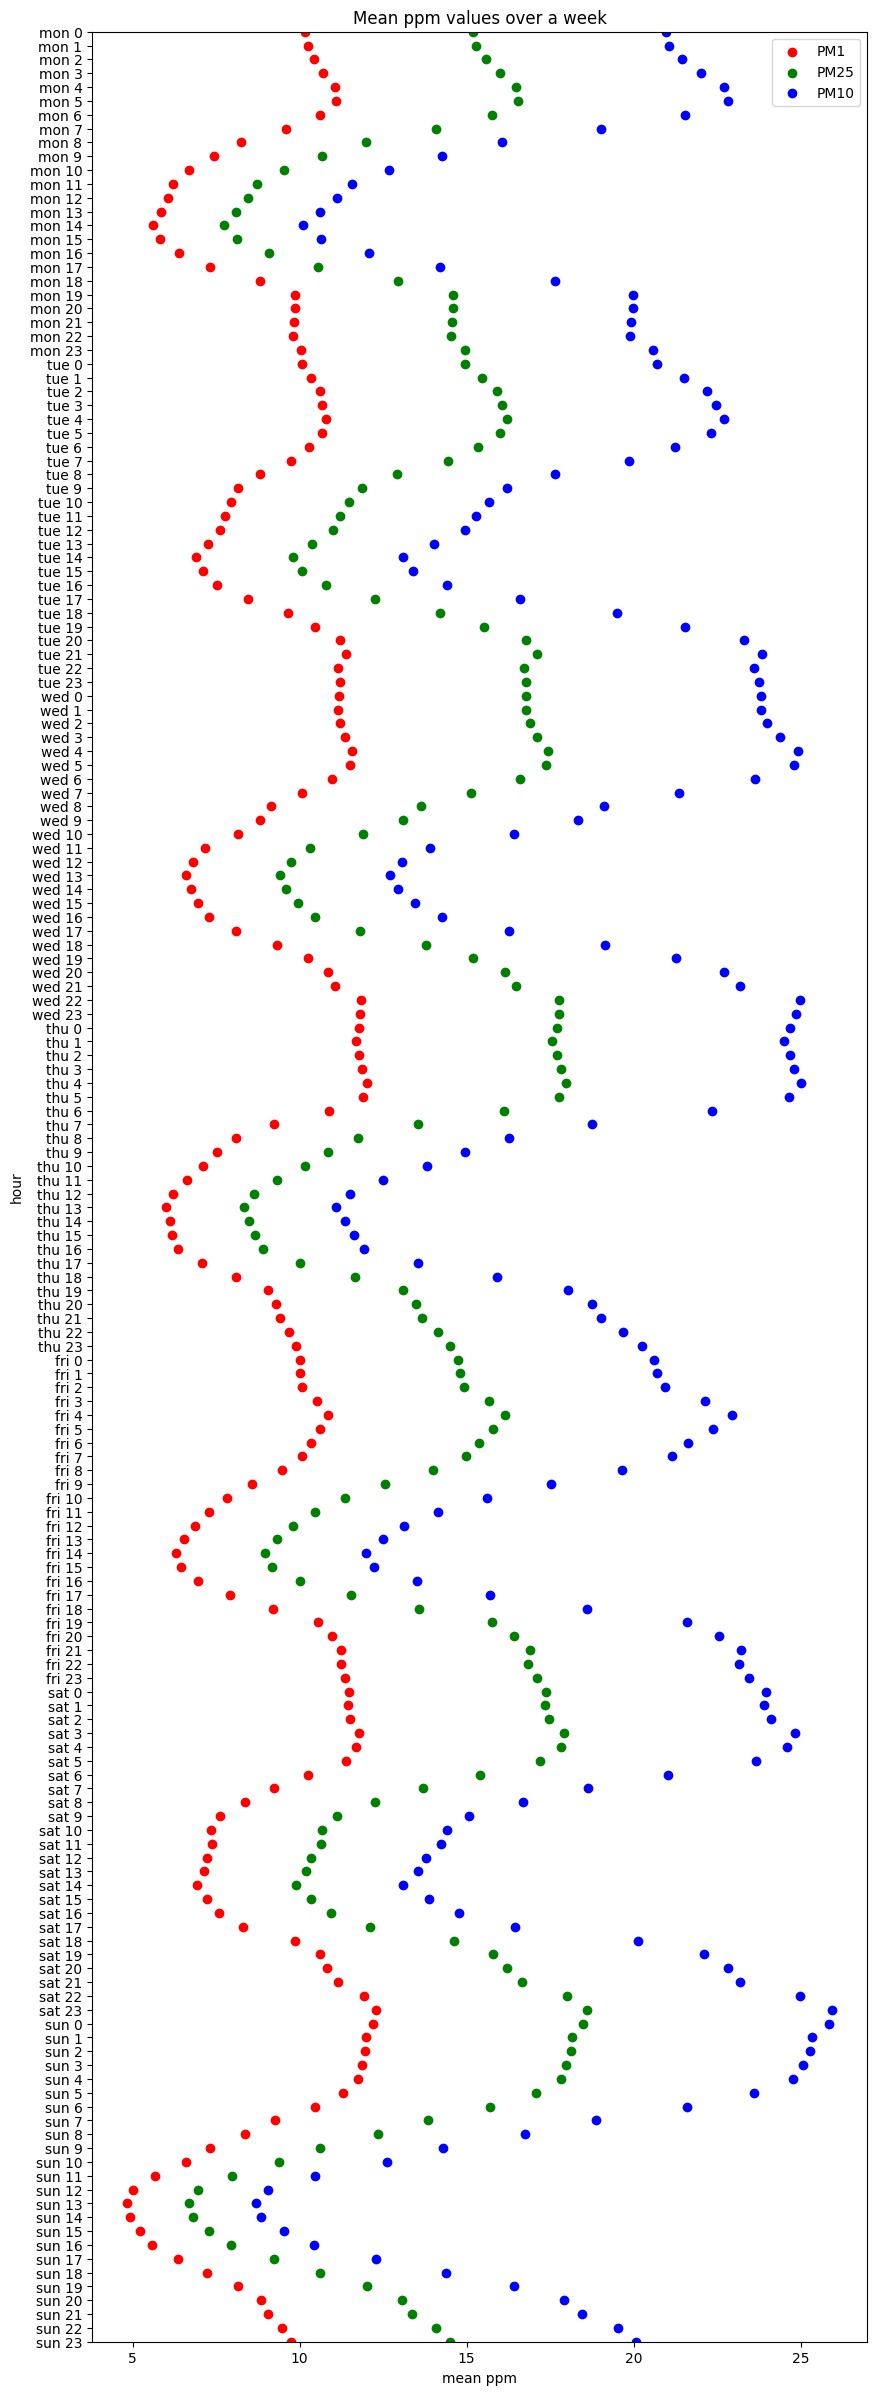 Mean ppm values over a week
PM1
PM25
PM10
mon 0
mon 1
mon 2
mon 3
mon 4
mon 5
mon 6
mon 7
mon 8
mon 9
mon 10
mon 11
mon 12
mon 13
mon 14
mon 15
mon 16
mon 17
mon 18
mon 19
mon 20
mon 21
mon 22
mon 23
tue 0
tue 1
tue 2
tue 3
tue 4
tue 5
tue 6
tue 7
tue 8
tue 9
tue 10
tue 11
tue 12
tue 13
tue 14
tue 15
tue 16
tue 17
tue 18
tue 19
tue 20
tue 21
tue 22
tue 23
wed 0
wed 1
wed 2
wed 3
wed 4
wed 5
wed 6
wed 7
wed 8
wed 9
wed 10
wed 11
wed 12
wed 13
wed 14
wed 15
wed 16
wed 17
wed 18
wed 19
wed 20
wed 21
wed 22
wed 23
thu 0
thu 1
thu 2
thu 3
thu 4
thu 5
thu 6
thu 7
thu 8
thu 9
thu 10
thu 11
thu 12
thu 13
thu 14
thu 15
thu 16
thu 17
thu 18
thu 19
thu 20
thu 21
thu 22
thu 23
fri 0
fri 1
fri 2
fri 3
fri 4
fri 5
fri 6
fri 7
fri 8
fri 9
fri 10
fri 11
fri 12
fri 13
fri 14
fri 15
fri 16
fri 17
fri 18
fri 19
fri 20
fri 21
fri 22
fri 23
sat 0
sat 1
sat 2
sat 3
sat 4
sat 5
sat 6
sat 7
sat 8
sat 9
sat 10
sat 11
sat 12
sat 13
sat 14
sat 15
sat 16
sat 17
sat 18
sat 19
sat 20
sat 21
sat 22
sat 23
sun 0
sun 1
sun 2
sun 3
sun 4
sun 5
sun 6
sun 7
sun 8
sun 9
sun 10
sun 11
sun 12
sun 13
sun 14
sun 15
sun 16
sun 17
sun 18
sun 19
sun 20
sun 21
sun 22
sun 23
hour
5 10 15 20 25
mean ppm